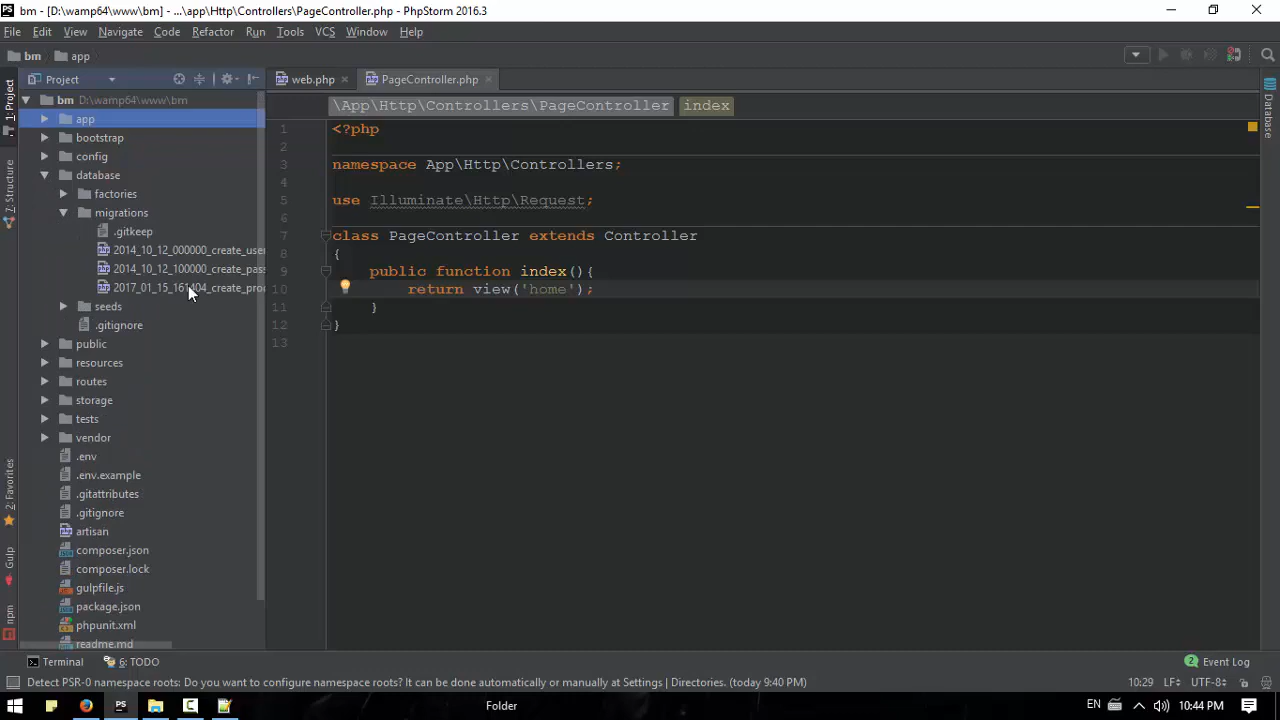 bm - [D:\wamp64\www\bm] - ...\app\Http\Controllers\PageController.php - PhpStorm 2016.3
File Edit View Navigate Code Refactor Run Tools VCS Window Help
bm app
Project
web.php
PageController.php
1: Project
7: Structure
2: Favorites
Gulp
npm
Database
bm D:\wamp64\www\bm
app
bootstrap
config
database
factories
migrations
.gitkeep
2014_10_12_000000_create_use
2014_10_12_100000_create_pas
2017_01_15_161404_create_pro
seeds
.gitignore
public
resources
routes
storage
tests
vendor
.env
.env.example
.gitattributes
.gitignore
artisan
composer.json
composer.lock
gulpfile.js
package.json
phpunit.xml
readme.md
\App\Http\Controllers\PageController index
1 <?php
2
3 namespace App\Http\Controllers;
4
5 use Illuminate\Http\Request;
6
7 class PageController extends Controller
8 {
9 public function index(){
10 return view('home');
11 }
12 }
13
Terminal 6: TODO
2 Event Log
Detect PSR-0 namespace roots: Do you want to configure namespace roots? It can be done automatically or manually at Settings | Directories. (today 9:40 PM)
10:29 LF÷ UTF-8÷
Folder
EN 10:44 PM